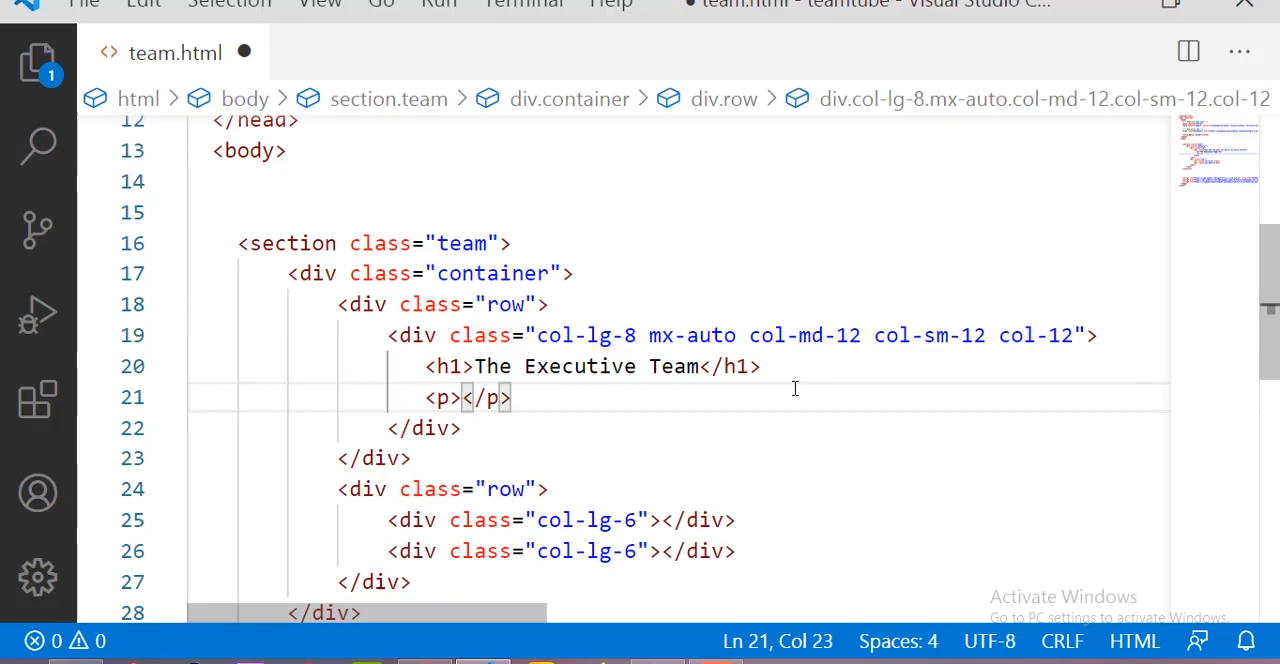 File Edit Selection View Go Run Terminal Help ● team.html - teamtube - Visual Studio C...
<> team.html ●
1
html > body > section.team > div.container > div.row > div.col-lg-8.mx-auto.col-md-12.col-sm-12.col-12
12 </head>
13 <body>
14
15
16 <section class="team">
17 <div class="container">
18 <div class="row">
19 <div class="col-lg-8 mx-auto col-md-12 col-sm-12 col-12">
20 <h1>The Executive Team</h1>
21 <p></p>
22 </div>
23 </div>
24 <div class="row">
25 <div class="col-lg-6"></div>
26 <div class="col-lg-6"></div>
27 </div>
28 </div>
Activate Windows
Go to PC settings to activate Windows.
0 0 Ln 21, Col 23 Spaces: 4 UTF-8 CRLF HTML